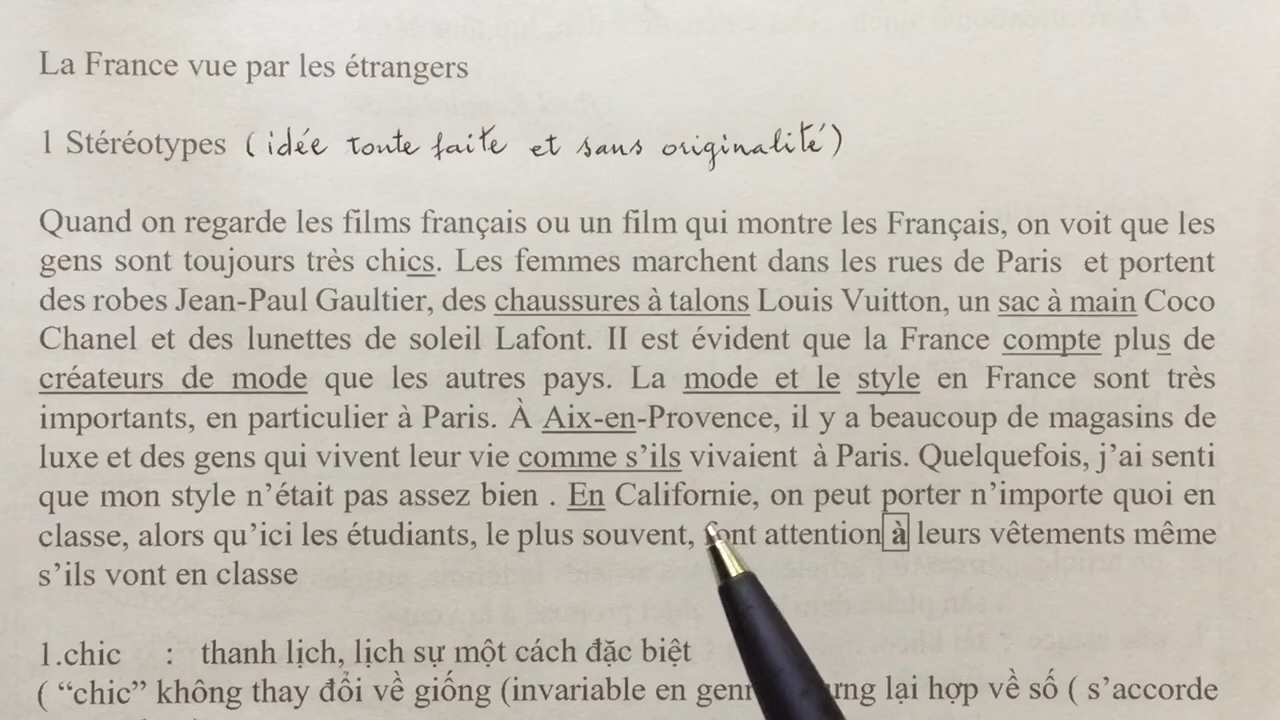 La France vue par les étrangers
1 Stéréotypes (idée toute faite et sans originalité)
Quand on regarde les films français ou un film qui montre les Français, on voit que les
gens sont toujours très chics. Les femmes marchent dans les rues de Paris et portent
des robes Jean-Paul Gaultier, des chaussures à talons Louis Vuitton, un sac à main Coco
Chanel et des lunettes de soleil Lafont. II est évident que la France compte plus de
créateurs de mode que les autres pays. La mode et le style en France sont très
importants, en particulier à Paris. À Aix-en-Provence, il y a beaucoup de magasins de
luxe et des gens qui vivent leur vie comme s’ils vivaient à Paris. Quelquefois, j’ai senti
que mon style n’était pas assez bien . En Californie, on peut porter n’importe quoi en
classe, alors qu’ici les étudiants, le plus souvent, font attention à leurs vêtements même
s’ils vont en classe
1.chic : thanh lịch, lịch sự một cách đặc biệt
( “chic” không thay đổi về giống (invariable en lại hợp về số ( s’accorde